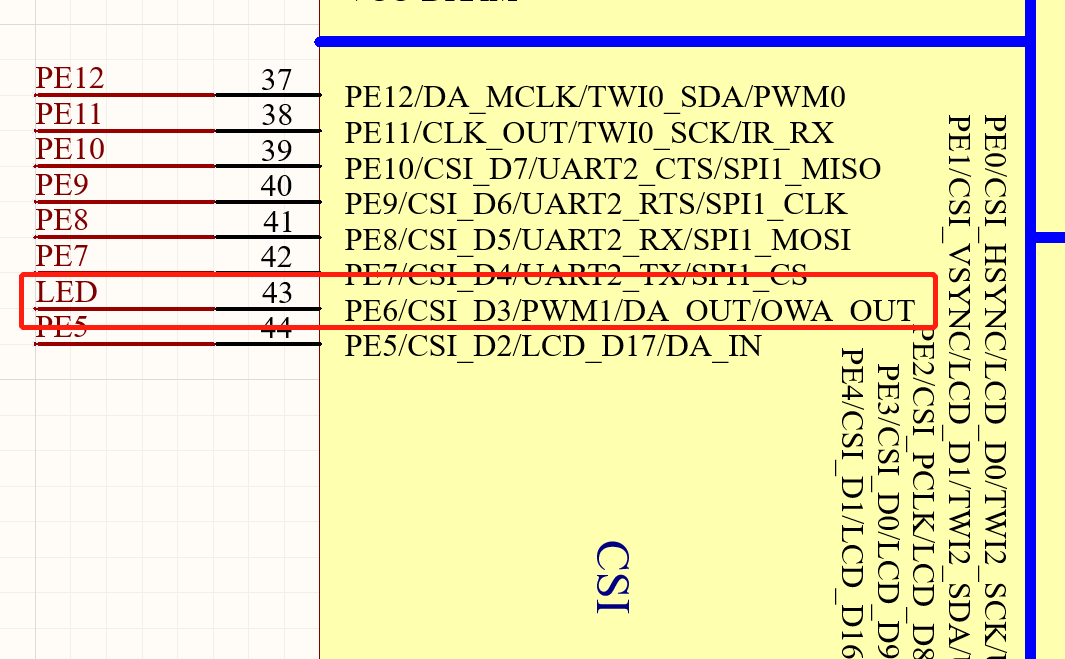 PE12 37 PE12/DA_MCLK/TWI0_SDA/PWM0
PE11 38 PE11/CLK_OUT/TWI0_SCK/IR_RX
PE10 39 PE10/CSI_D7/UART2_CTS/SPI1_MISO
PE9 40 PE9/CSI_D6/UART2_RTS/SPI1_CLK
PE8 41 PE8/CSI_D5/UART2_RX/SPI1_MOSI
PE7 42 PE7/CSI_D4/UART2_TX/SPI1_CS
LED 43 PE6/CSI_D3/PWM1/DA_OUT/OWA_OUT
PE5 44 PE5/CSI_D2/LCD_D17/DA_IN
PE4/CSI_D1/LCD_D16
PE3/CSI_D0/LCD_D9
PE2/CSI_PCLK/LCD_D8
PE1/CSI_VSYNC/LCD_D1/TWI2_SDA/
PE0/CSI_HSYNC/LCD_D0/TWI2_SCK/
CSI